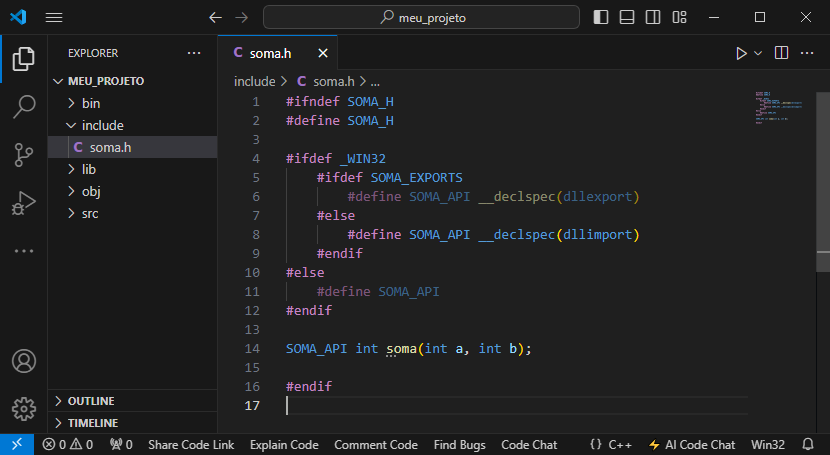 meu_projeto
EXPLORER
MEU_PROJETO
bin
include
C soma.h
lib
obj
src
OUTLINE
TIMELINE
C soma.h
include > C soma.h > ...
1 #ifndef SOMA_H
2 #define SOMA_H
3
4 #ifdef _WIN32
5     #ifdef SOMA_EXPORTS
6         #define SOMA_API __declspec(dllexport)
7     #else
8         #define SOMA_API __declspec(dllimport)
9     #endif
10 #else
11     #define SOMA_API
12 #endif
13
14 SOMA_API int soma(int a, int b);
15
16 #endif
17
0 0 0 Share Code Link Explain Code Comment Code Find Bugs Code Chat {} C++ AI Code Chat Win32